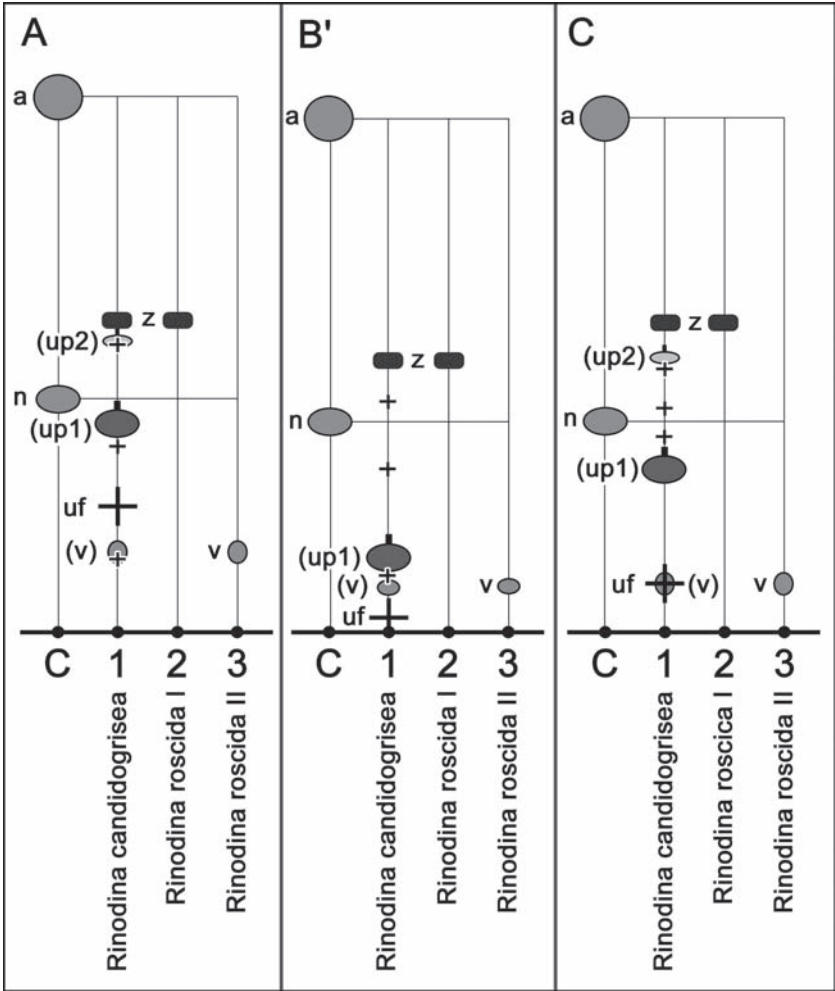 A
a
z
(up2)
n
(up1)
uf
(v)
v
C 1 2 3
Rinodina candidogrisea
Rinodina roscida I
Rinodina roscida II
B'
a
z
n
(up1)
(v)
v
uf
C 1 2 3
Rinodina candidogrisea
Rinodina roscida I
Rinodina roscida II
C
a
z
(up2)
n
(up1)
uf
(v)
v
C 1 2 3
Rinodina candidogrisea
Rinodina roscica I
Rinodina roscida II